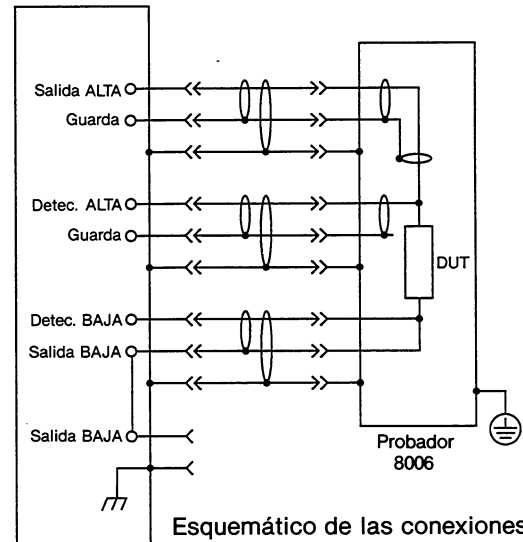 Salida ALTA
Guarda
Detec. ALTA
Guarda
DUT
Detec. BAJA
Salida BAJA
Salida BAJA
Probador
8006
Esquemático de las conexiones